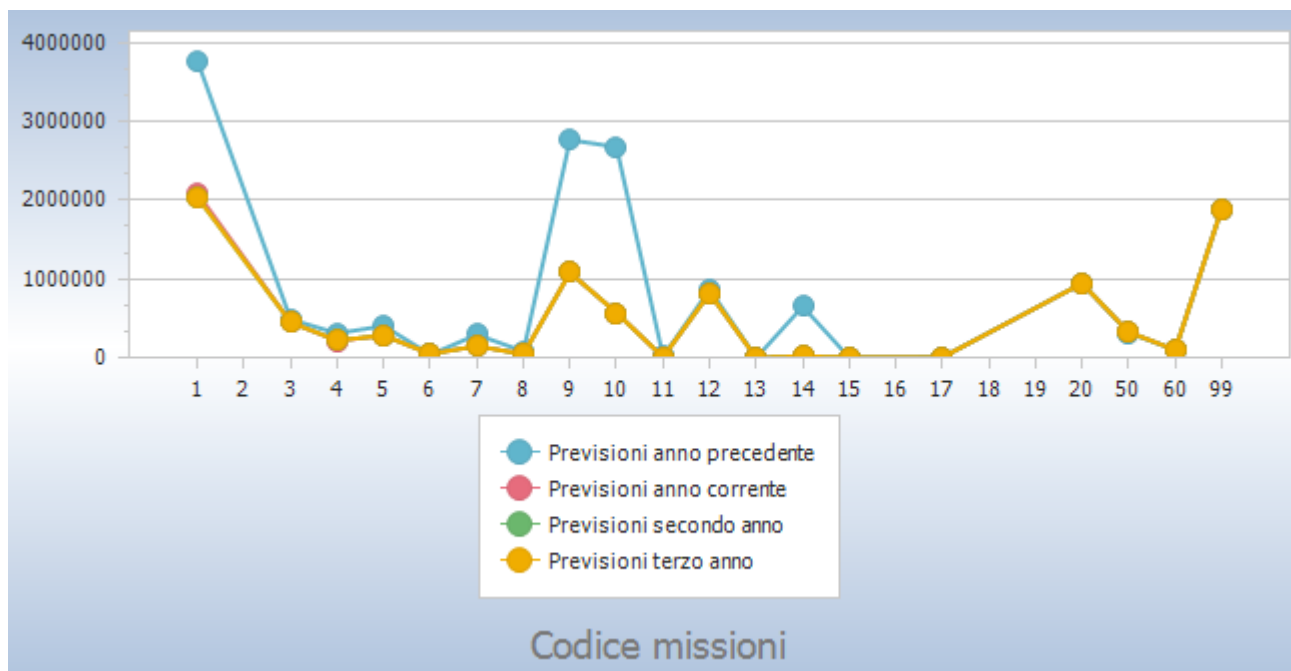 4000000
3000000
2000000
1000000
0
1 2 3 4 5 6 7 8 9 10 11 12 13 14 15 16 17 18 19 20 50 60 99
Previsioni anno precedente
Previsioni anno corrente
Previsioni secondo anno
Previsioni terzo anno
Codice missioni